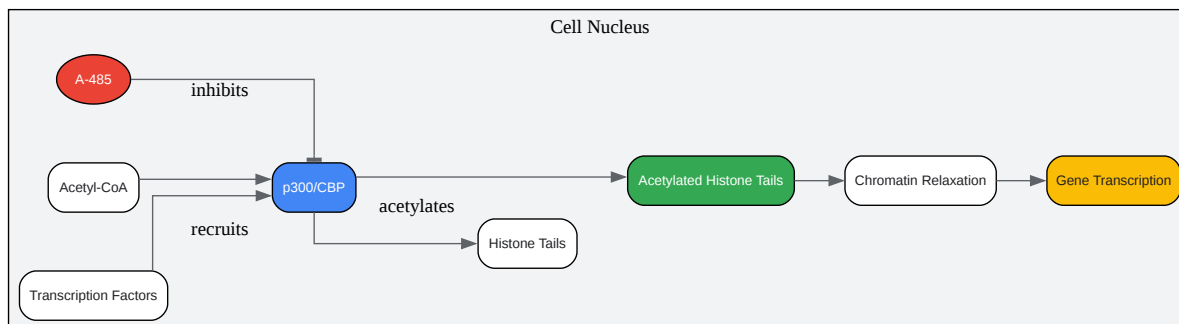 Cell Nucleus
A-485
inhibits
Acetyl-CoA
p300/CBP
Acetylated Histone Tails
Chromatin Relaxation
Gene Transcription
acetylates
recruits
Histone Tails
Transcription Factors